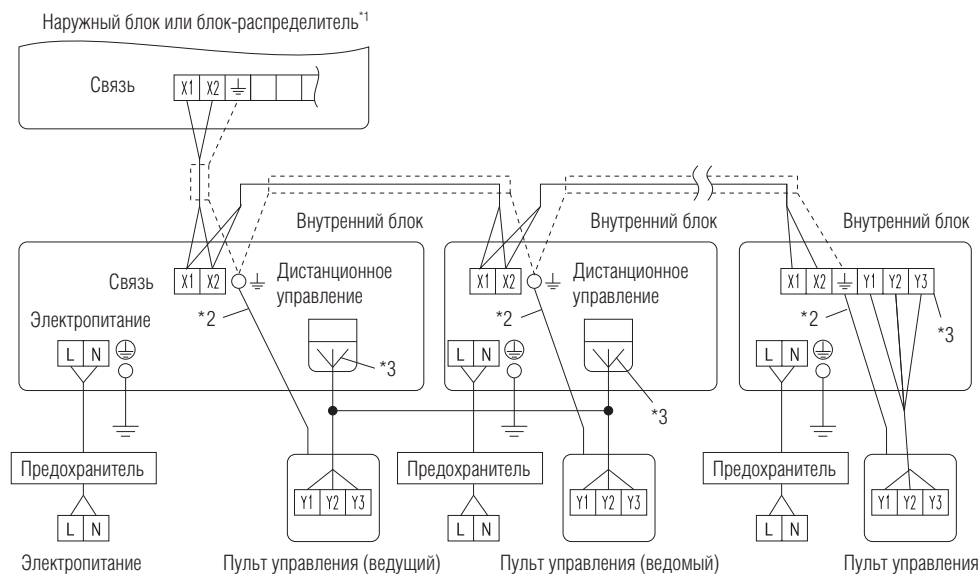 Наружный блок или блок-распределитель*1
Связь
X1 X2
Внутренний блок
Внутренний блок
Внутренний блок
Связь
X1 X2
Дистанционное
управление
X1 X2
Дистанционное
управление
X1 X2 Y1 Y2 Y3
*2
*2
*2
*3
Электропитание
L N
*3
L N
*3
L N
Предохранитель
Предохранитель
Предохранитель
Y1 Y2 Y3
Y1 Y2 Y3
Y1 Y2 Y3
L N
L N
L N
Электропитание
Пульт управления (ведущий)
Пульт управления (ведомый)
Пульт управления